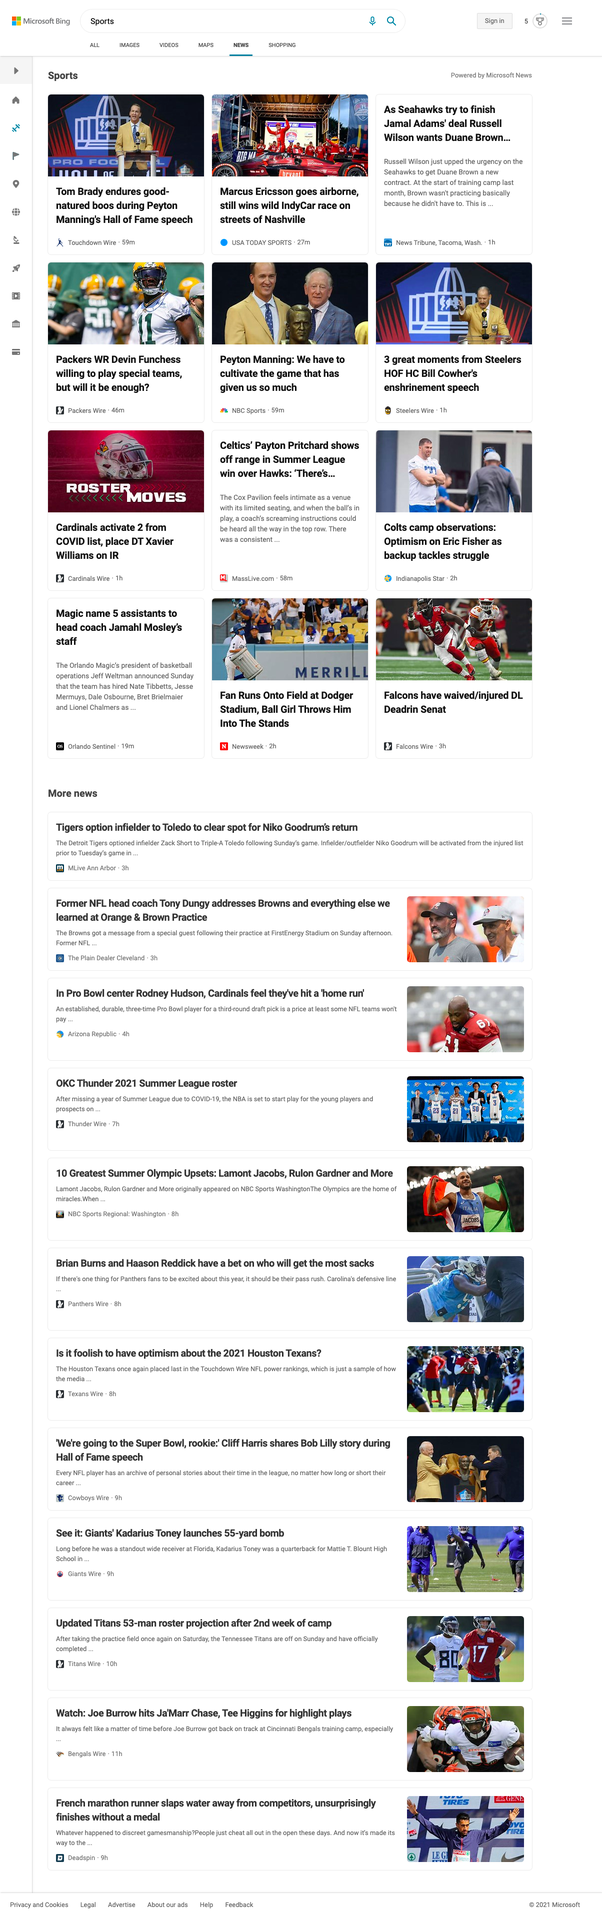 Microsoft Bing
Sports
Sign in
5
ALL
IMAGES
VIDEOS
MAPS
NEWS
SHOPPING
Sports
Powered by Microsoft News
PRO FOOTBALL
Tom Brady endures good-
natured boos during Peyton
Manning's Hall of Fame speech
Touchdown Wire · 59m
Marcus Ericsson goes airborne,
still wins wild IndyCar race on
streets of Nashville
USA TODAY SPORTS · 27m
As Seahawks try to finish
Jamal Adams' deal Russell
Wilson wants Duane Brown...
Russell Wilson just upped the urgency on the
Seahawks to get Duane Brown a new
contract. At the start of training camp last
month, Brown wasn't practicing basically
because he didn't have to. This is ...
News Tribune, Tacoma, Wash. · 1h
50
11
Packers WR Devin Funchess
willing to play special teams,
but will it be enough?
Packers Wire · 46m
Peyton Manning: We have to
cultivate the game that has
given us so much
NBC Sports · 59m
3 great moments from Steelers
HOF HC Bill Cowher's
enshrinement speech
Steelers Wire · 1h
ROSTER
MOVES
Cardinals activate 2 from
COVID list, place DT Xavier
Williams on IR
Cardinals Wire · 1h
Celtics' Payton Pritchard shows
off range in Summer League
win over Hawks: 'There's...
The Cox Pavilion feels intimate as a venue
with its limited seating, and when the ball's in
play, a coach's screaming instructions could
be heard all the way in the top row. There
was a consistent ...
MassLive.com · 58m
Colts camp observations:
Optimism on Eric Fisher as
backup tackles struggle
Indianapolis Star · 2h
Magic name 5 assistants to
head coach Jamahl Mosley's
staff
The Orlando Magic's president of basketball
operations Jeff Weltman announced Sunday
that the team has hired Nate Tibbetts, Jesse
Mermuys, Dale Osbourne, Bret Brielmaier
and Lionel Chalmers as ...
Orlando Sentinel · 19m
MERRILL
Fan Runs Onto Field at Dodger
Stadium, Ball Girl Throws Him
Into The Stands
Newsweek · 2h
Falcons have waived/injured DL
Deadrin Senat
Falcons Wire · 3h
More news
Tigers option infielder to Toledo to clear spot for Niko Goodrum's return
The Detroit Tigers optioned infielder Zack Short to Triple-A Toledo following Sunday's game. Infielder/outfielder Niko Goodrum will be activated from the injured list
prior to Tuesday's game in ...
MLive Ann Arbor · 3h
Former NFL head coach Tony Dungy addresses Browns and everything else we
learned at Orange & Brown Practice
The Browns got a message from a special guest following their practice at FirstEnergy Stadium on Sunday afternoon.
Former NFL ...
The Plain Dealer Cleveland · 3h
In Pro Bowl center Rodney Hudson, Cardinals feel they've hit a 'home run'
An established, durable, three-time Pro Bowl player for a third-round draft pick is a price at least some NFL teams won't
pay ...
Arizona Republic · 4h
61
OKC Thunder 2021 Summer League roster
After missing a year of Summer League due to COVID-19, the NBA is set to start play for the young players and
prospects on ...
Thunder Wire · 7h
10 Greatest Summer Olympic Upsets: Lamont Jacobs, Rulon Gardner and More
Lamont Jacobs, Rulon Gardner and More originally appeared on NBC Sports WashingtonThe Olympics are the home of
miracles.When ...
NBC Sports Regional: Washington · 8h
JACOBS
Brian Burns and Haason Reddick have a bet on who will get the most sacks
If there's one thing for Panthers fans to be excited about this year, it should be their pass rush. Carolina's defensive line
...
Panthers Wire · 8h
Is it foolish to have optimism about the 2021 Houston Texans?
The Houston Texans once again placed last in the Touchdown Wire NFL power rankings, which is just a sample of how
the media ...
Texans Wire · 8h
'We're going to the Super Bowl, rookie:' Cliff Harris shares Bob Lilly story during
Hall of Fame speech
Every NFL player has an archive of personal stories about their time in the league, no matter how long or short their
career ...
Cowboys Wire · 9h
See it: Giants' Kadarius Toney launches 55-yard bomb
Long before he was a standout wide receiver at Florida, Kadarius Toney was a quarterback for Mattie T. Blount High
School in ...
Giants Wire · 9h
Updated Titans 53-man roster projection after 2nd week of camp
After taking the practice field once again on Saturday, the Tennessee Titans are off on Sunday and have officially
completed ...
Titans Wire · 10h
80
17
Watch: Joe Burrow hits Ja'Marr Chase, Tee Higgins for highlight plays
It always felt like a matter of time before Joe Burrow got back on track at Cincinnati Bengals training camp, especially
...
Bengals Wire · 11h
French marathon runner slaps water away from competitors, unsurprisingly
finishes without a medal
Whatever happened to discreet gamesmanship?People just cheat all out in the open these days. And now it's made its
way to the ...
Deadspin · 9h
Privacy and Cookies
Legal
Advertise
About our ads
Help
Feedback
© 2021 Microsoft